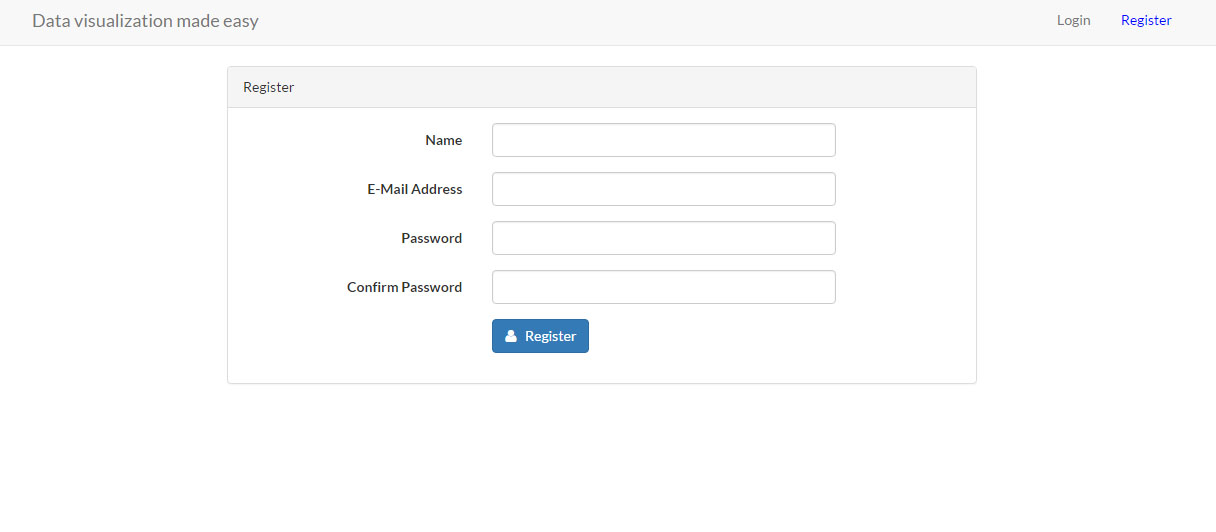 Data visualization made easy Login Register
Register
Name
E-Mail Address
Password
Confirm Password
Register